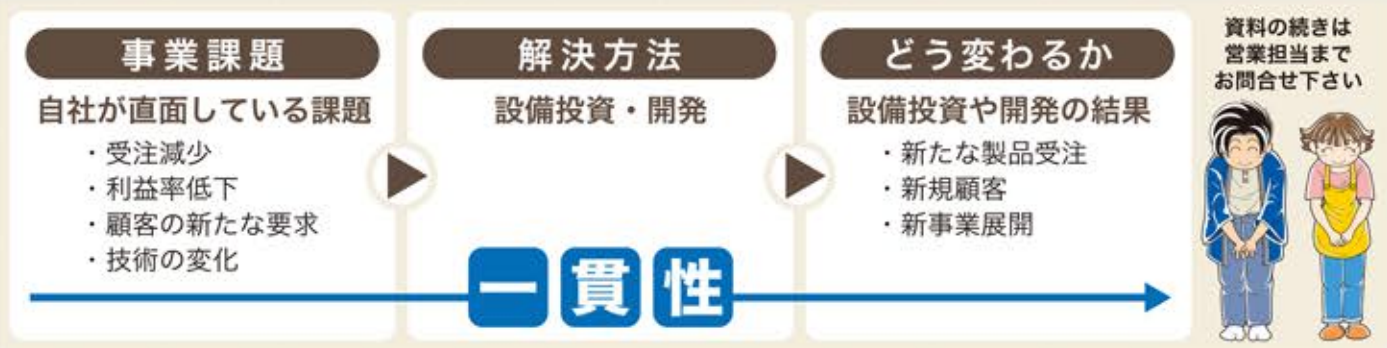 事業課題
自社が直面している課題
・受注減少
・利益率低下
・顧客の新たな要求
・技術の変化
解決方法
設備投資・開発
どう変わるか
設備投資や開発の結果
・新たな製品受注
・新規顧客
・新事業展開
一貫性
資料の続きは
営業担当まで
お問合せ下さい